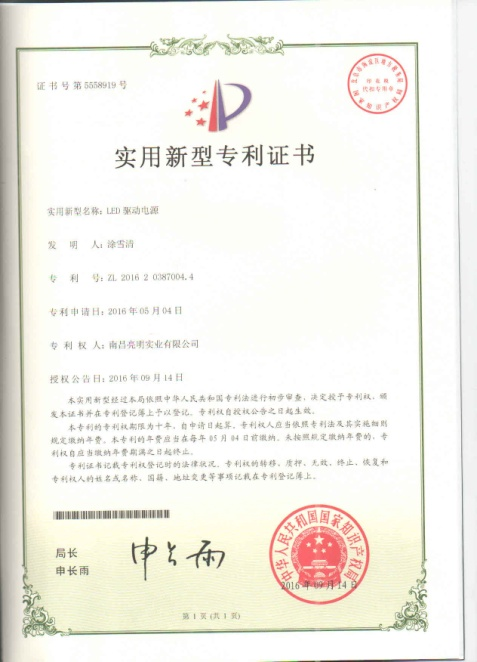 证书号第5558919号
实用新型专利证书
实用新型名称：LED 驱动电源
发明人：涂雪清
专利号：ZL 2016 2 0387004.4
专利申请日：2016年05月04日
专利权人：南昌亮明实业有限公司
授权公告日：2016年09月14日
本实用新型经过本局依照中华人民共和国专利法进行初步审查，决定授予专利权，颁
发本证书并在专利登记簿上予以登记。专利权自授权公告之日起生效。
本专利的专利权期限为十年，自申请日起算。专利权人应当依照专利法及其实施细则
规定缴纳年费。本专利的年费应当在每年05月04日前缴纳。未按照规定缴纳年费的，专
利权自应当缴纳年费期满之日起终止。
专利证书记载专利权登记时的法律状况。专利权的转移、质押、无效、终止、恢复和
专利权人的姓名或名称、国籍、地址变更等事项记载在专利登记簿上。
局长
申长雨
申长雨
中华人民共和国国家知识产权局
2016年09月14日
第1页(共1页)